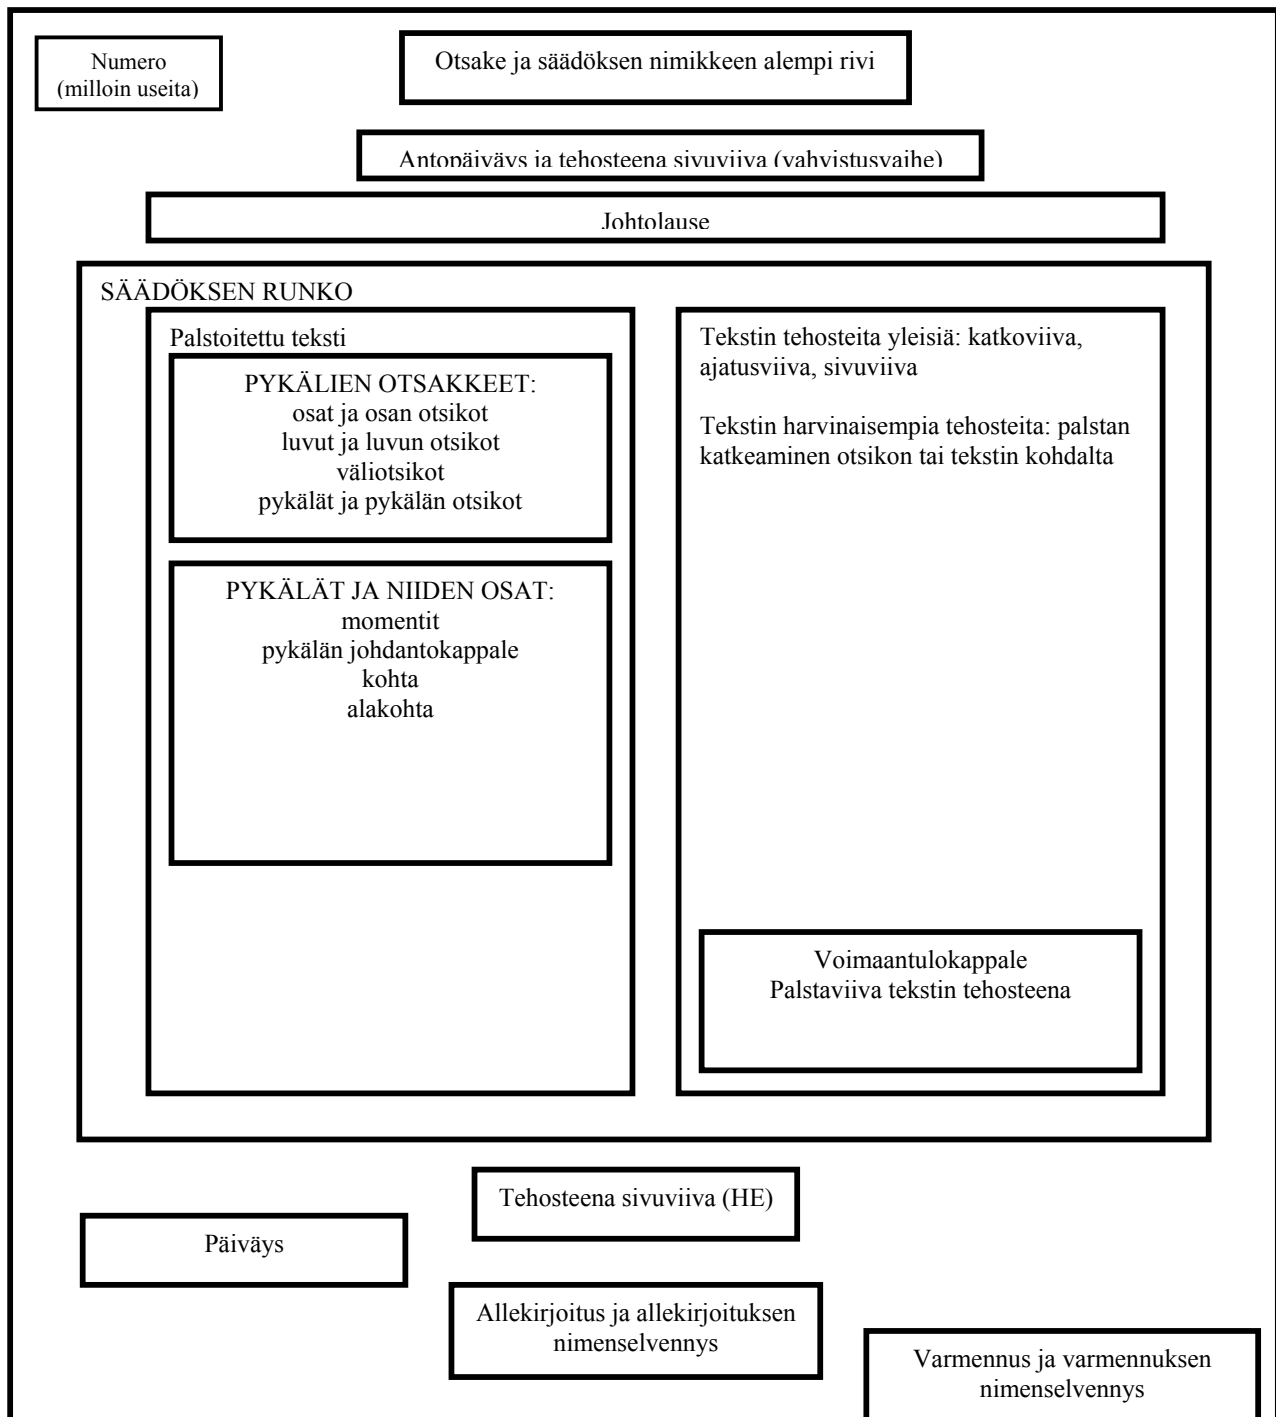 Numero
(milloin useita)
Otsake ja säädöksen nimikkeen alempi rivi
Antopäiväys ja tehosteena sivuviiva (vahvistusvaihe)
Johtolause
SÄÄDÖKSEN RUNKO
Palstoitettu teksti
PYKÄLIEN OTSAKKEET:
osat ja osan otsikot
luvut ja luvun otsikot
väliotsikot
pykälät ja pykälän otsikot
PYKÄLÄT JA NIIDEN OSAT:
momentit
pykälän johdantokappale
kohta
alakohta
Tekstin tehosteita yleisiä: katkoviiva,
ajatusviiva, sivuviiva
Tekstin harvinaisempia tehosteita: palstan
katkeaminen otsikon tai tekstin kohdalta
Voimaantulokappale
Palstaviiva tekstin tehosteena
Tehosteena sivuviiva (HE)
Päiväys
Allekirjoitus ja allekirjoituksen
nimenselvennys
Varmennus ja varmennuksen
nimenselvennys